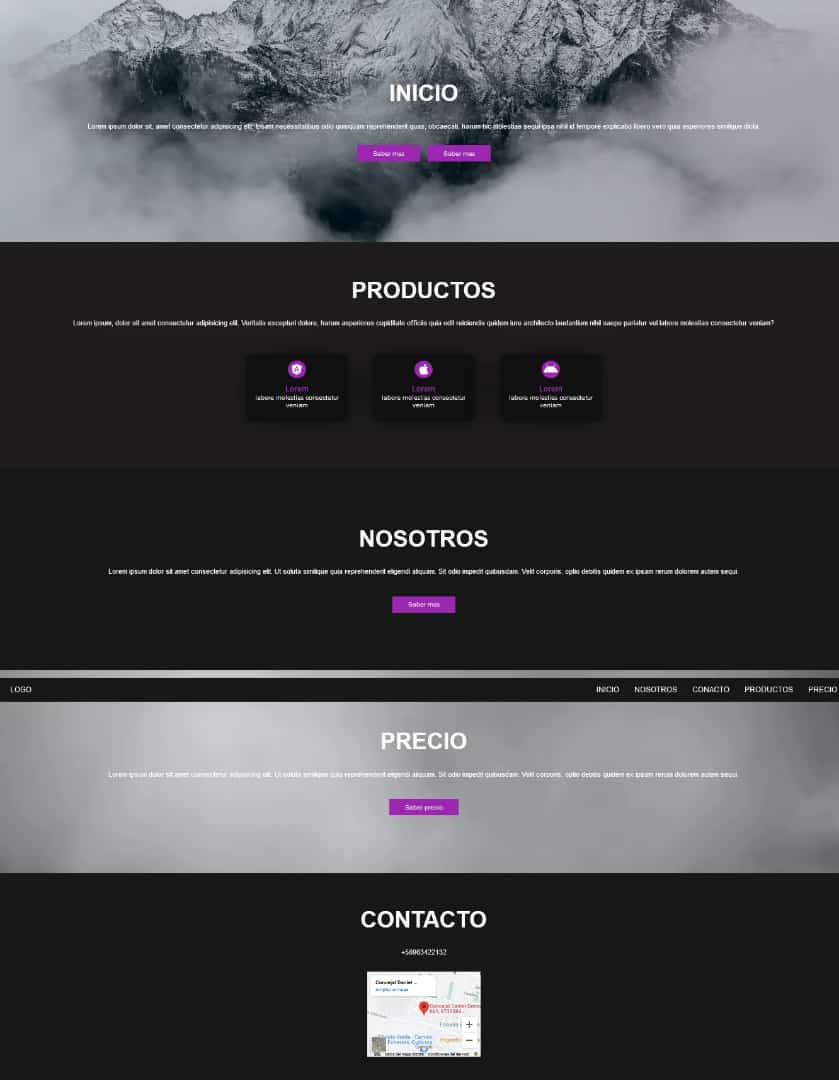 INICIO
Lorem ipsum dolor sit, amet consectetur adipisicing elit. Ipsam necessitatibus odio quisquam reprehenderit quas, obcaecati, harum hic molestias sequi ipsa nihil id tempore explicabo libero vero quia asperiores similique dicta.
Saber mas Saber mas
PRODUCTOS
Lorem ipsum, dolor sit amet consectetur adipisicing elit. Veritatis excepturi dolore, harum asperiores cupiditate officiis quia odit reiciendis quidem iure architecto laudantium nihil saepe pariatur vel labore molestias consectetur veniam?
Lorem Lorem Lorem
labore molestias consectetur labore molestias consectetur labore molestias consectetur
veniam veniam veniam
NOSOTROS
Lorem ipsum dolor sit amet consectetur adipisicing elit. Ut soluta similique quia reprehenderit eligendi aliquam. Sit odio impedit quibusdam. Velit corporis, optio debitis quidem ex ipsam rerum dolorem autem sequi.
Saber mas
LOGO INICIO NOSOTROS CONACTO PRODUCTOS PRECIO
PRECIO
Lorem ipsum dolor sit amet consectetur adipisicing elit. Ut soluta similique quia reprehenderit eligendi aliquam. Sit odio impedit quibusdam. Velit corporis, optio debitis quidem ex ipsam rerum dolorem autem sequi.
Saber precio
CONTACTO
Concejal Daniel ...